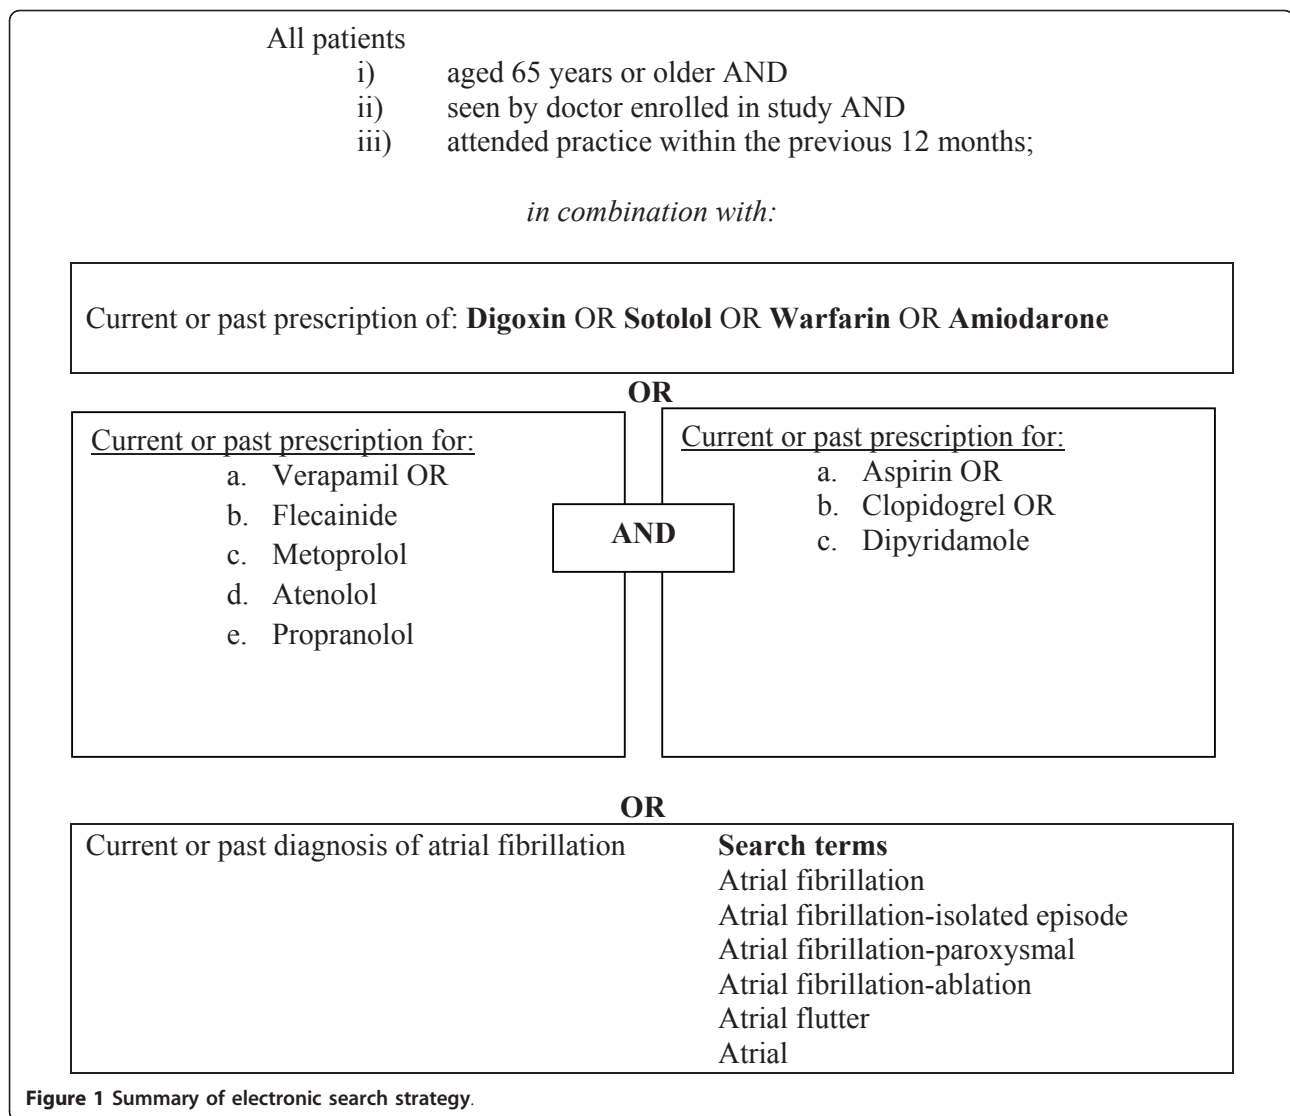 All patients
i) aged 65 years or older AND
ii) seen by doctor enrolled in study AND
iii) attended practice within the previous 12 months;
in combination with:
Current or past prescription of: Digoxin OR Sotolol OR Warfarin OR Amiodarone
OR
Current or past prescription for:
a. Verapamil OR
b. Flecainide
c. Metoprolol
d. Atenolol
e. Propranolol
AND
Current or past prescription for:
a. Aspirin OR
b. Clopidogrel OR
c. Dipyridamole
OR
Current or past diagnosis of atrial fibrillation
Search terms
Atrial fibrillation
Atrial fibrillation-isolated episode
Atrial fibrillation-paroxysmal
Atrial fibrillation-ablation
Atrial flutter
Atrial
Figure 1 Summary of electronic search strategy.